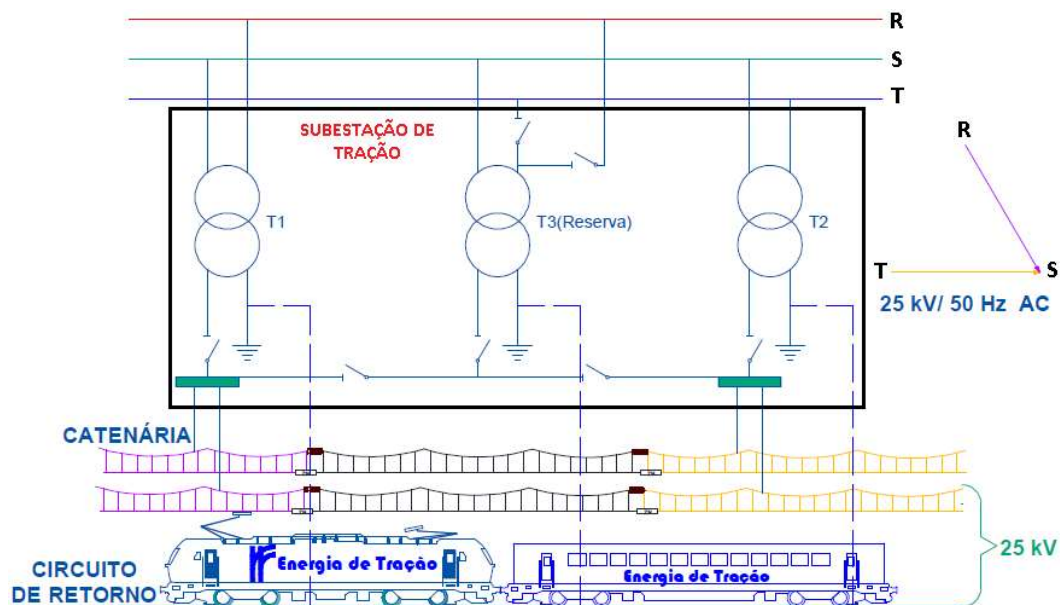 R
S
T
SUBESTAÇÃO DE
TRAÇÃO
T1
T3(Reserva)
T2
R
T
S
25 kV/ 50 Hz AC
CATENÁRIA
Energia de Tração
Energia de Tração
25 kV
CIRCUITO
DE RETORNO